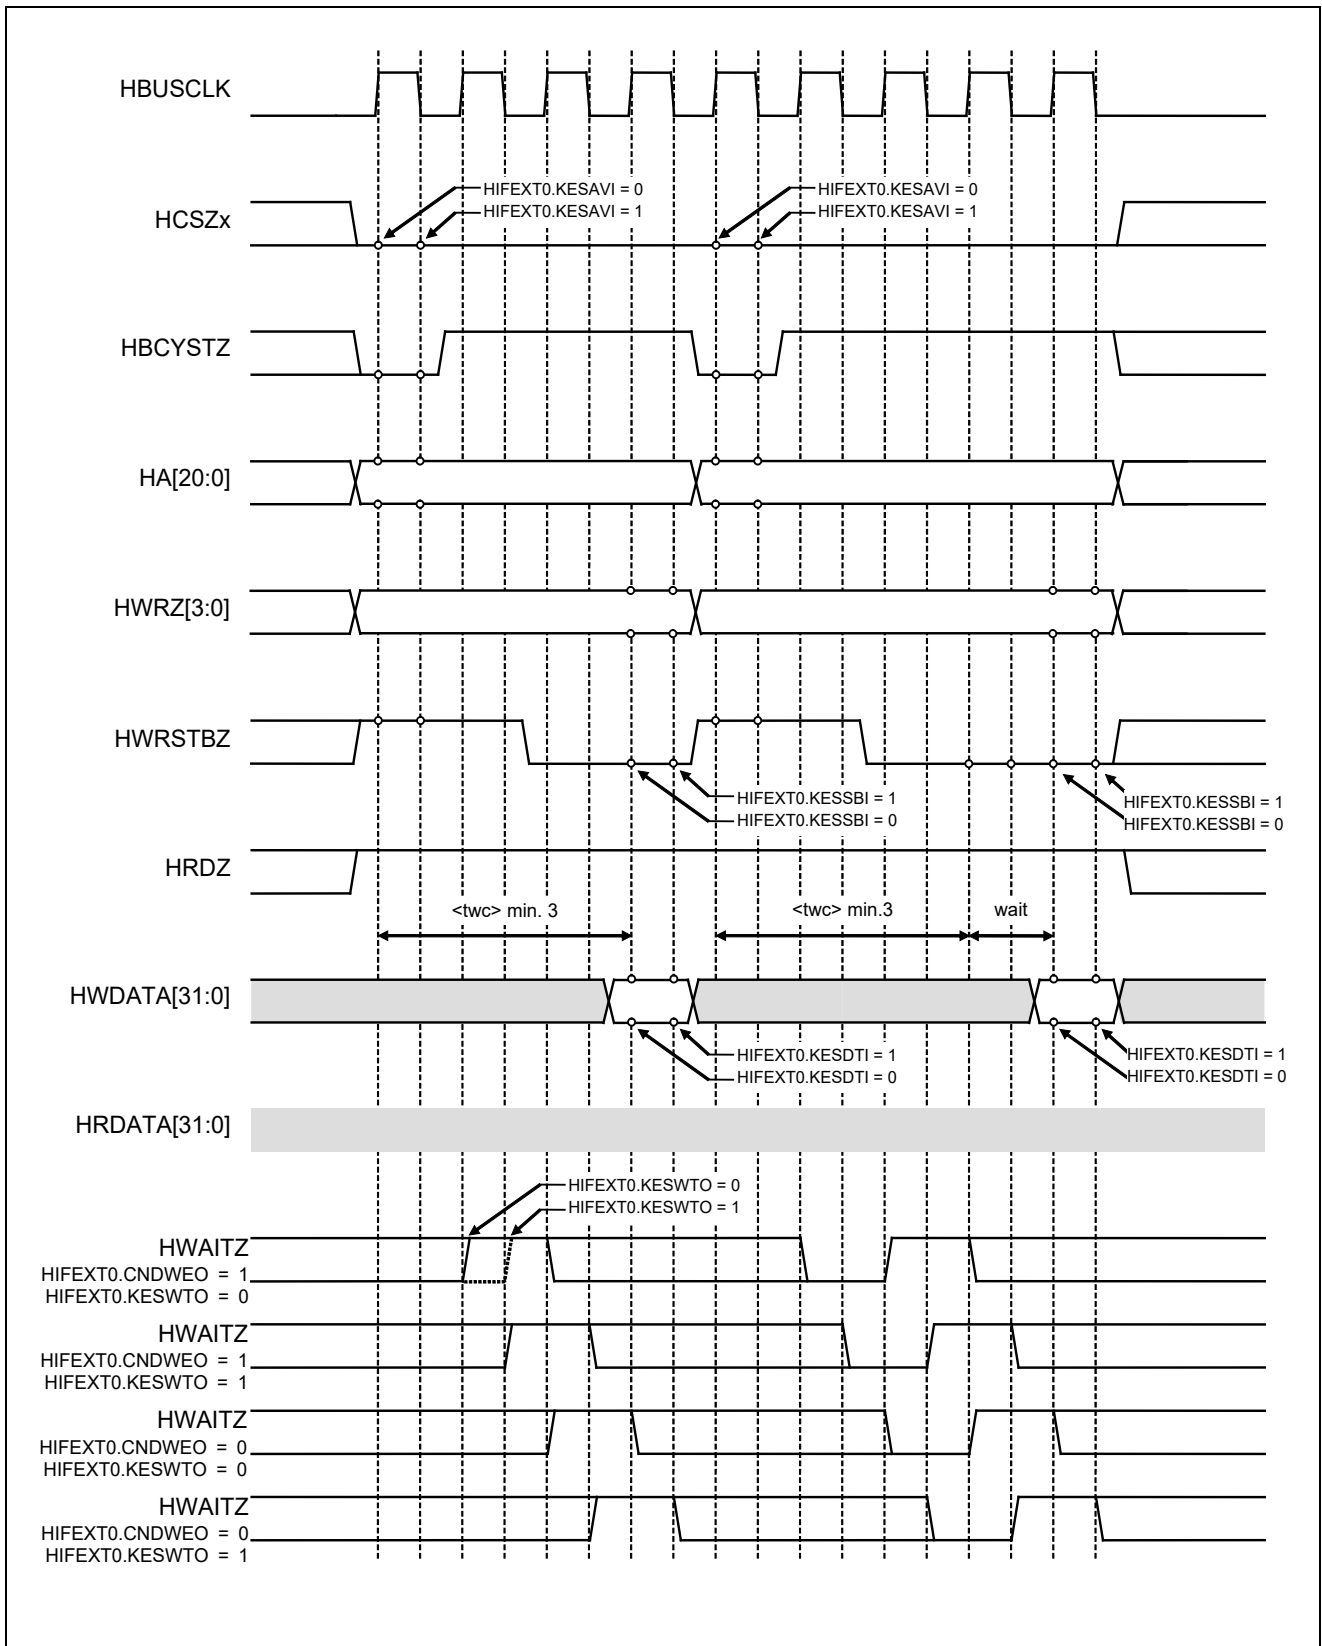 HBUSCLK
HIFEXT0.KESAVI = 0
HIFEXT0.KESAVI = 1
HIFEXT0.KESAVI = 0
HIFEXT0.KESAVI = 1
HCSZx
HBCYSTZ
HA[20:0]
HWRZ[3:0]
HWRSTBZ
HIFEXT0.KESSBI = 1
HIFEXT0.KESSBI = 0
HIFEXT0.KESSBI = 1
HIFEXT0.KESSBI = 0
HRDZ
<twc> min. 3
<twc> min.3
wait
HWDATA[31:0]
HIFEXT0.KESDTI = 1
HIFEXT0.KESDTI = 0
HIFEXT0.KESDTI = 1
HIFEXT0.KESDTI = 0
HRDATA[31:0]
HIFEXT0.KESWTO = 0
HIFEXT0.KESWTO = 1
HWAITZ
HIFEXT0.CNDWEO = 1
HIFEXT0.KESWTO = 0
HWAITZ
HIFEXT0.CNDWEO = 1
HIFEXT0.KESWTO = 1
HWAITZ
HIFEXT0.CNDWEO = 0
HIFEXT0.KESWTO = 0
HWAITZ
HIFEXT0.CNDWEO = 0
HIFEXT0.KESWTO = 1